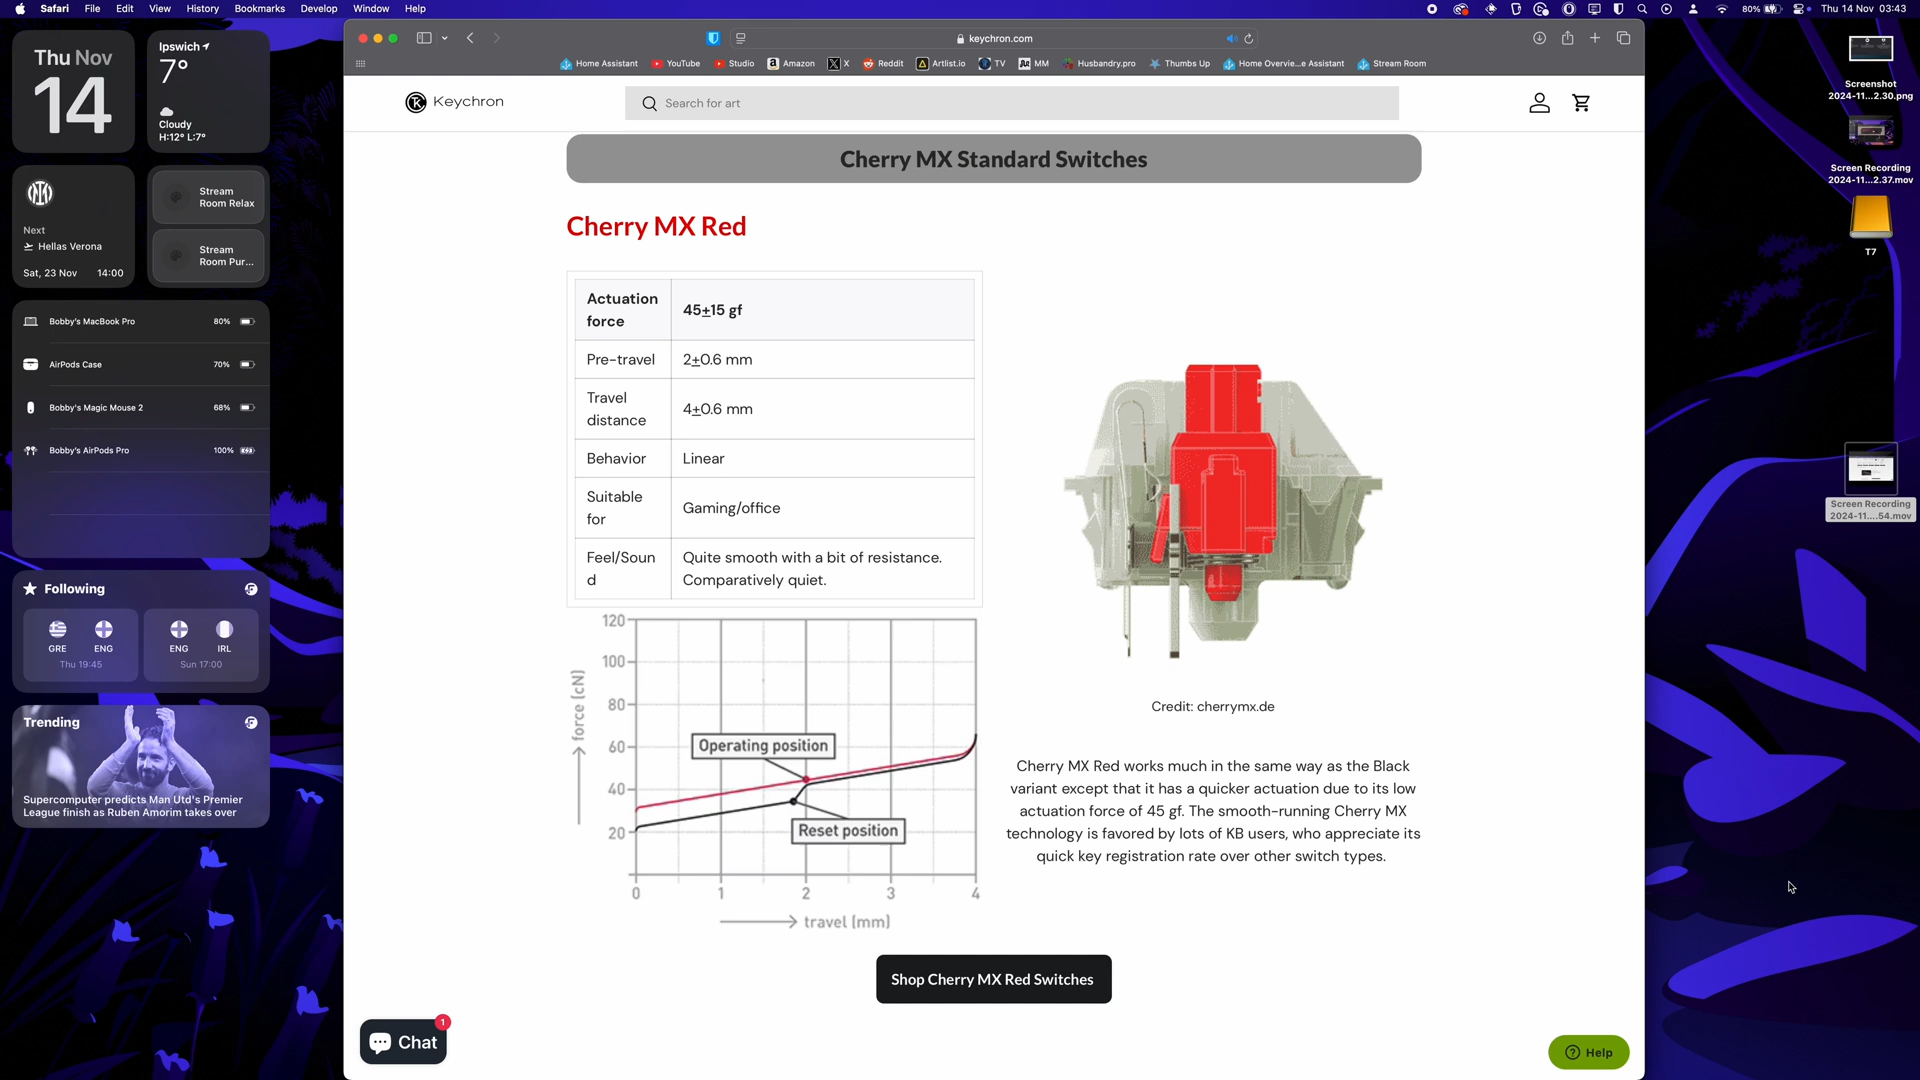 Safari File Edit View History Bookmarks Develop Window Help
80% Thu 14 Nov 03:43
Thu Nov
14
Ipswich
7°
Cloudy
H:12° L:7°
Next
Hellas Verona
Sat, 23 Nov 14:00
Stream
Room Relax
Stream
Room Pur...
Bobby's MacBook Pro 80%
AirPods Case 70%
Bobby's Magic Mouse 2 68%
Bobby's AirPods Pro 100%
Following
GRE ENG
Thu 19:45
ENG IRL
Sun 17:00
Trending
Supercomputer predicts Man Utd's Premier
League finish as Ruben Amorim takes over
keychron.com
Home Assistant YouTube Studio Amazon X Reddit Artlist.io TV MM Husbandry.pro Thumbs Up Home Overvie...e Assistant Stream Room
Keychron
Search for art
Cherry MX Standard Switches
Cherry MX Red
Actuation
force
45±15 gf
Pre-travel
2±0.6 mm
Travel
distance
4±0.6 mm
Behavior
Linear
Suitable
for
Gaming/office
Feel/Soun
d
Quite smooth with a bit of resistance.
Comparatively quiet.
force (cN)
120
100
80
60
40
20
Operating position
Reset position
0 1 2 3 4
travel (mm)
Credit: cherrymx.de
Cherry MX Red works much in the same way as the Black
variant except that it has a quicker actuation due to its low
actuation force of 45 gf. The smooth-running Cherry MX
technology is favored by lots of KB users, who appreciate its
quick key registration rate over other switch types.
Shop Cherry MX Red Switches
Chat
1
Help
Screenshot
2024-11...2.30.png
Screen Recording
2024-11...2.37.mov
T7
Screen Recording
2024-11....54.mov